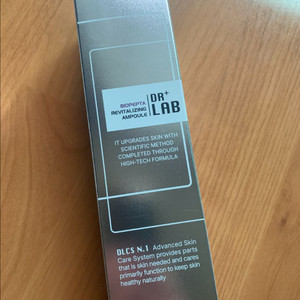 BIOPEPTA
REVITALIZING
AMPOULE
DR+
LAB
IT UPGRADES SKIN WITH
SCIENTIFIC METHOD
COMPLETED THROUGH
HIGH-TECH FORMULA
DLCS N.1 Advanced Skin
Care System provides parts
that is skin needed and cares
primarily function to keep skin
healthy naturally